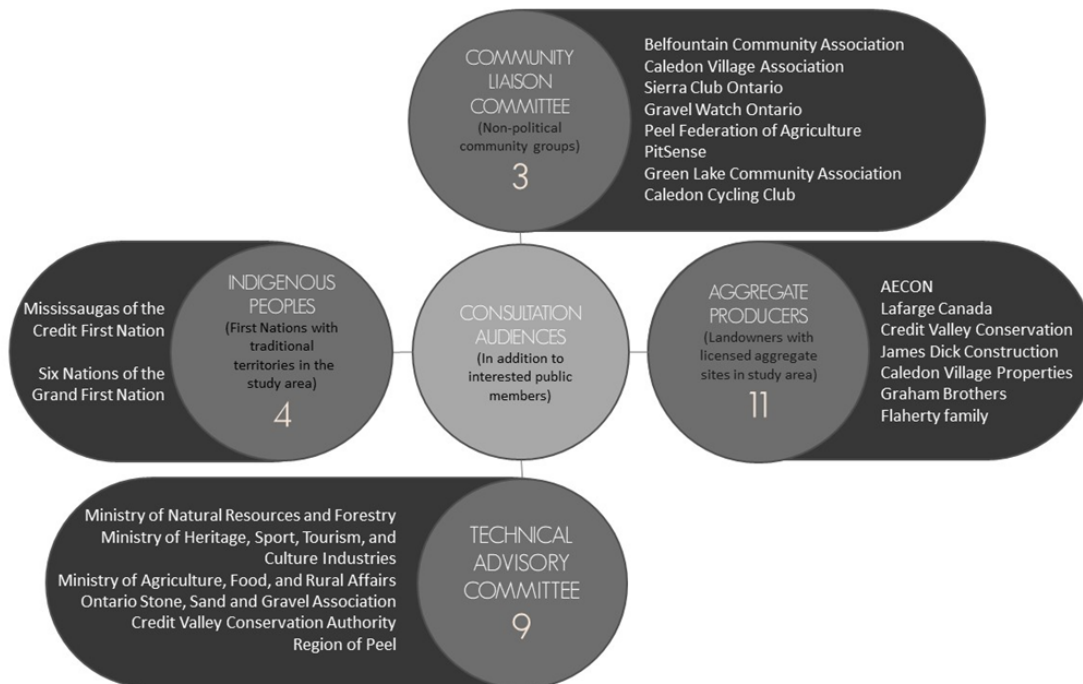 COMMUNITY
LIAISON
COMMITTEE
(Non-political
community groups)
3
Belfountain Community Association
Caledon Village Association
Sierra Club Ontario
Gravel Watch Ontario
Peel Federation of Agriculture
PitSense
Green Lake Community Association
Caledon Cycling Club
Mississaugas of the
Credit First Nation
Six Nations of the
Grand First Nation
INDIGENOUS
PEOPLES
(First Nations with
traditional
territories in the
study area)
4
CONSULTATION
AUDIENCES
(In addition to
interested public
members)
AGGREGATE
PRODUCERS
(Landowners with
licensed aggregate
sites in study area)
11
AECON
Lafarge Canada
Credit Valley Conservation
James Dick Construction
Caledon Village Properties
Graham Brothers
Flaherty family
Ministry of Natural Resources and Forestry
Ministry of Heritage, Sport, Tourism, and
Culture Industries
Ministry of Agriculture, Food, and Rural Affairs
Ontario Stone, Sand and Gravel Association
Credit Valley Conservation Authority
Region of Peel
TECHNICAL
ADVISORY
COMMITTEE
9